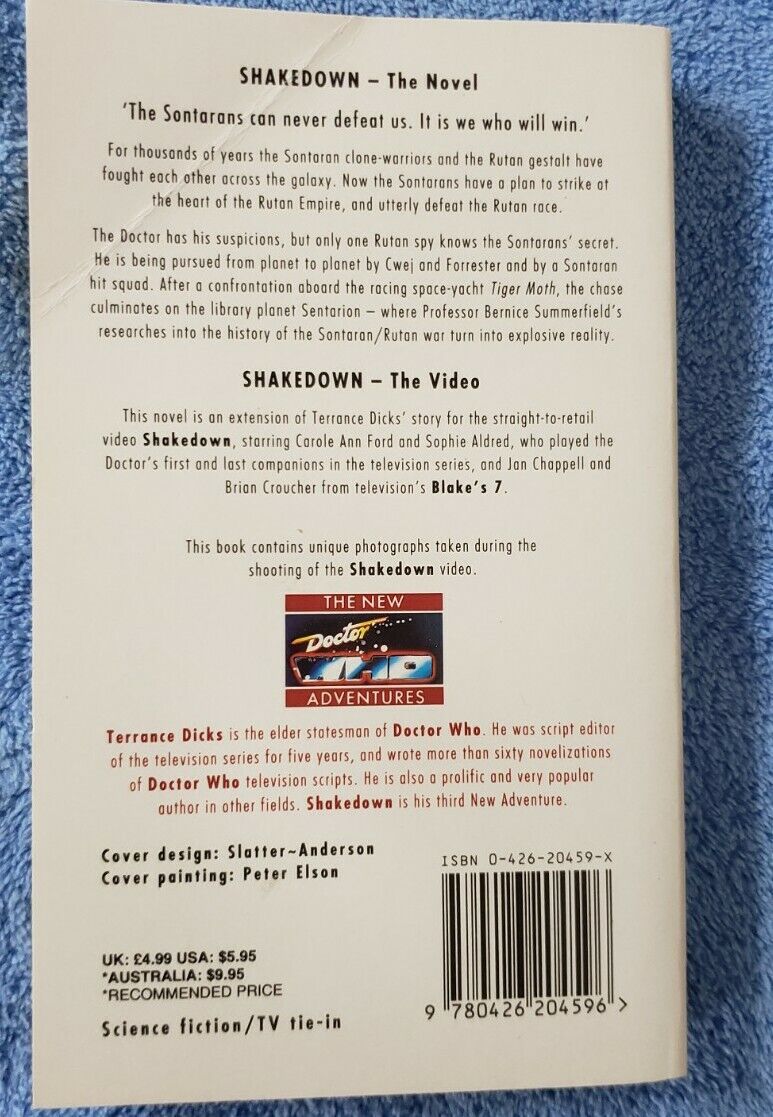 SHAKEDOWN – The Novel
'The Sontarans can never defeat us. It is we who will win.'
For thousands of years the Sontaran clone-warriors and the Rutan gestalt have
fought each other across the galaxy. Now the Sontarans have a plan to strike at
the heart of the Rutan Empire, and utterly defeat the Rutan race.
The Doctor has his suspicions, but only one Rutan spy knows the Sontarans' secret.
He is being pursued from planet to planet by Cwej and Forrester and by a Sontaran
hit squad. After a confrontation aboard the racing space-yacht Tiger Moth, the chase
culminates on the library planet Sentarion – where Professor Bernice Summerfield's
researches into the history of the Sontaran/Rutan war turn into explosive reality.
SHAKEDOWN – The Video
This novel is an extension of Terrance Dicks' story for the straight-to-retail
video Shakedown, starring Carole Ann Ford and Sophie Aldred, who played the
Doctor's first and last companions in the television series, and Jan Chappell and
Brian Croucher from television's Blake's 7.
This book contains unique photographs taken during the
shooting of the Shakedown video.
THE NEW
Doctor
WHO
ADVENTURES
Terrance Dicks is the elder statesman of Doctor Who. He was script editor
of the television series for five years, and wrote more than sixty novelizations
of Doctor Who television scripts. He is also a prolific and very popular
author in other fields. Shakedown is his third New Adventure.
Cover design: Slatter~Anderson
Cover painting: Peter Elson
UK: £4.99 USA: $5.95
*AUSTRALIA: $9.95
*RECOMMENDED PRICE
Science fiction/TV tie-in
ISBN 0-426-20459-X
9 780426 204596 >